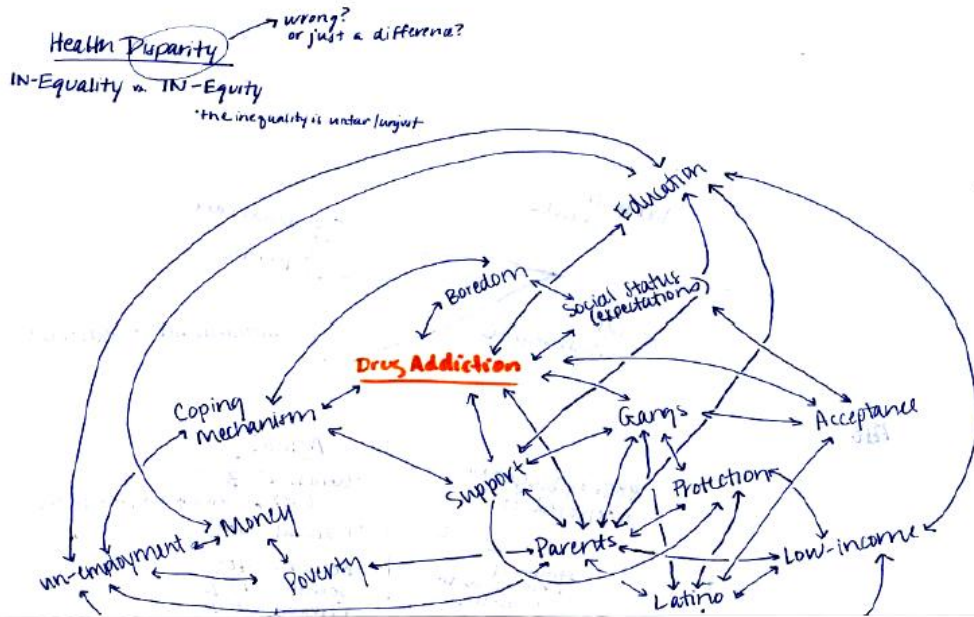 wrong?
or just a difference?
Health Disparity
IN-Equality vs. IN-Equity
*the inequality is unfair/unjust
Education
Boredom
Social Status
(expectations)
Drug Addiction
Coping
Mechanism
Gangs
Acceptance
Support
Protection
Money
un-employment
Parents
Low-income
Poverty
Latino